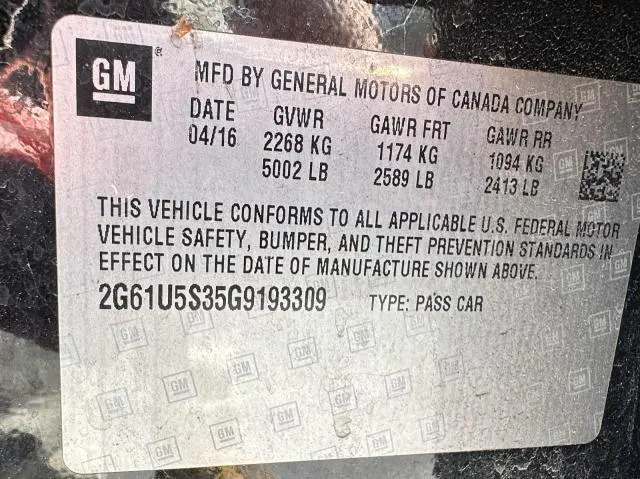 GM ® MFD BY GENERAL MOTORS OF CANADA COMPANY
DATE GVWR GAWR FRT GAWR RR
04/16 2268 KG 1174 KG 1094 KG
5002 LB 2589 LB 2413 LB
THIS VEHICLE CONFORMS TO ALL APPLICABLE U.S. FEDERAL MOTOR
VEHICLE SAFETY, BUMPER, AND THEFT PREVENTION STANDARDS IN
EFFECT ON THE DATE OF MANUFACTURE SHOWN ABOVE.
2G61U5S35G9193309 TYPE: PASS CAR